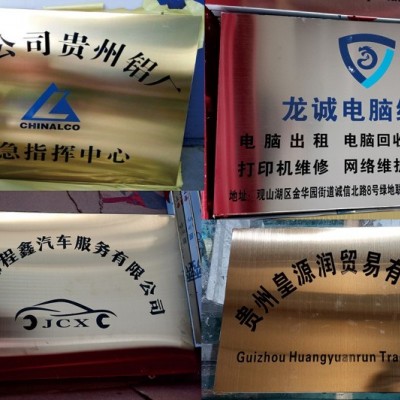 公司贵州铝厂
CHINALCO
急指挥中心
龙诚电脑
电脑出租 电脑回收
打印机维修 网络维护
地址：观山湖区金华园街道诚信北路8号绿地联
程鑫汽车服务有限公司
JCX
贵州皇源润贸易有
Guizhou Huangyuanrun Tra